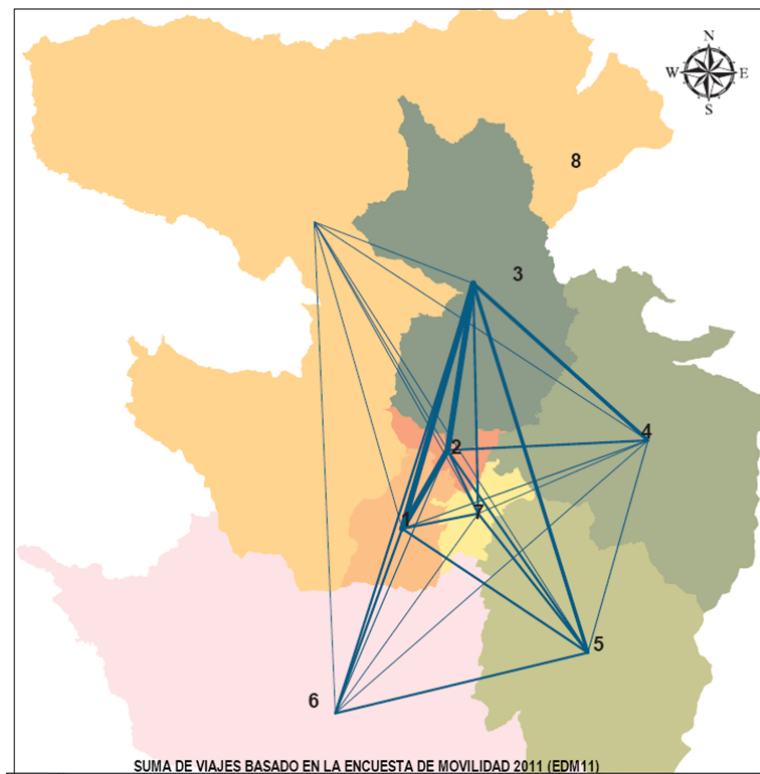 N
W E
S
8
3
4
2
1
7
5
6
SUMA DE VIAJES BASADO EN LA ENCUESTA DE MOVILIDAD 2011 (EDM11)